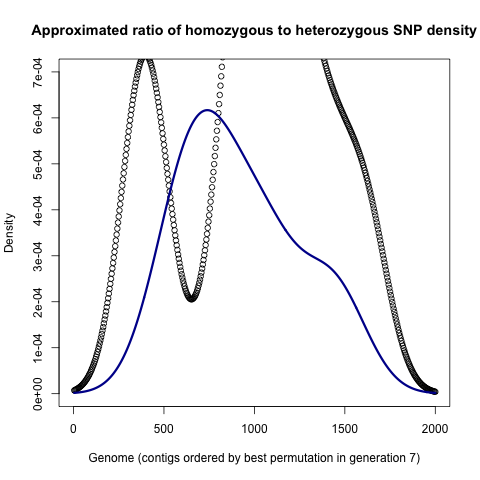 Approximated ratio of homozygous to heterozygous SNP density
7e-04
6e-04
5e-04
4e-04
3e-04
2e-04
1e-04
0e+00
Density
0 500 1000 1500 2000
Genome (contigs ordered by best permutation in generation 7)